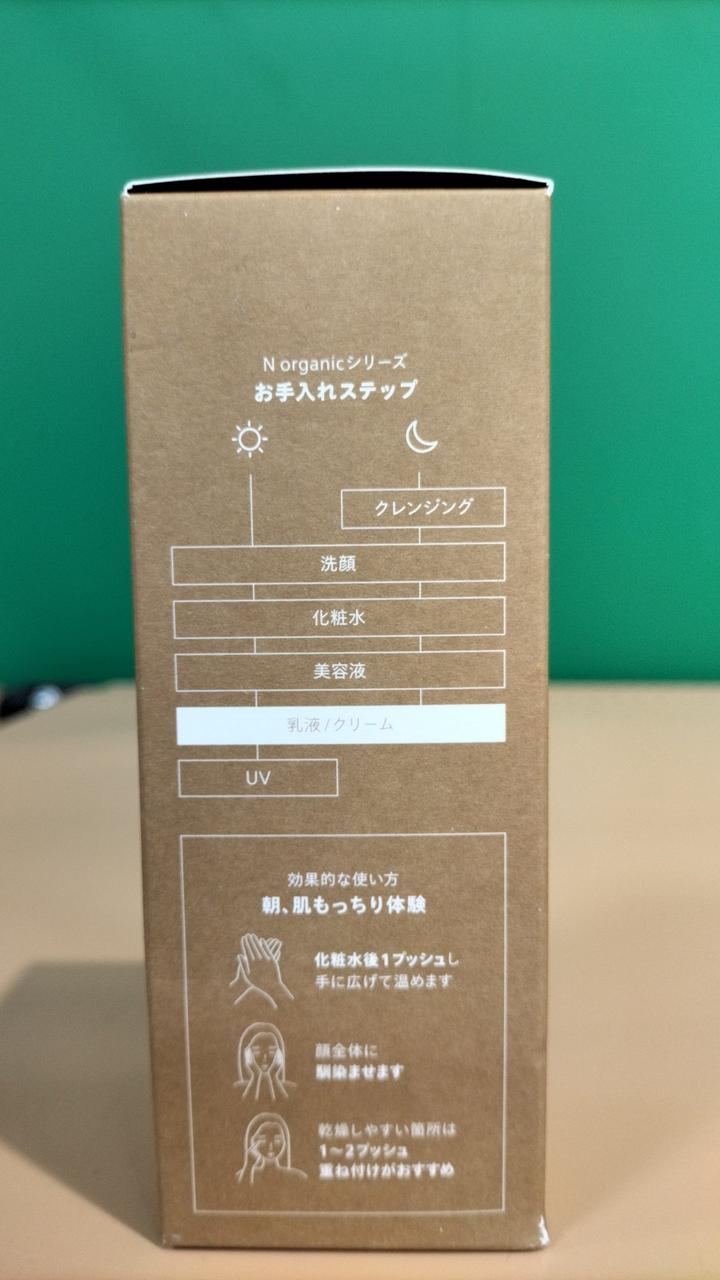 N organicシリーズ
お手入れステップ
クレンジング
洗顔
化粧水
美容液
乳液/クリーム
UV
効果的な使い方
朝、肌もっちり体験
化粧水後1プッシュし
手に広げて温めます
顔全体に
馴染ませます
乾燥しやすい箇所は
1〜2プッシュ
重ね付けがおすすめ